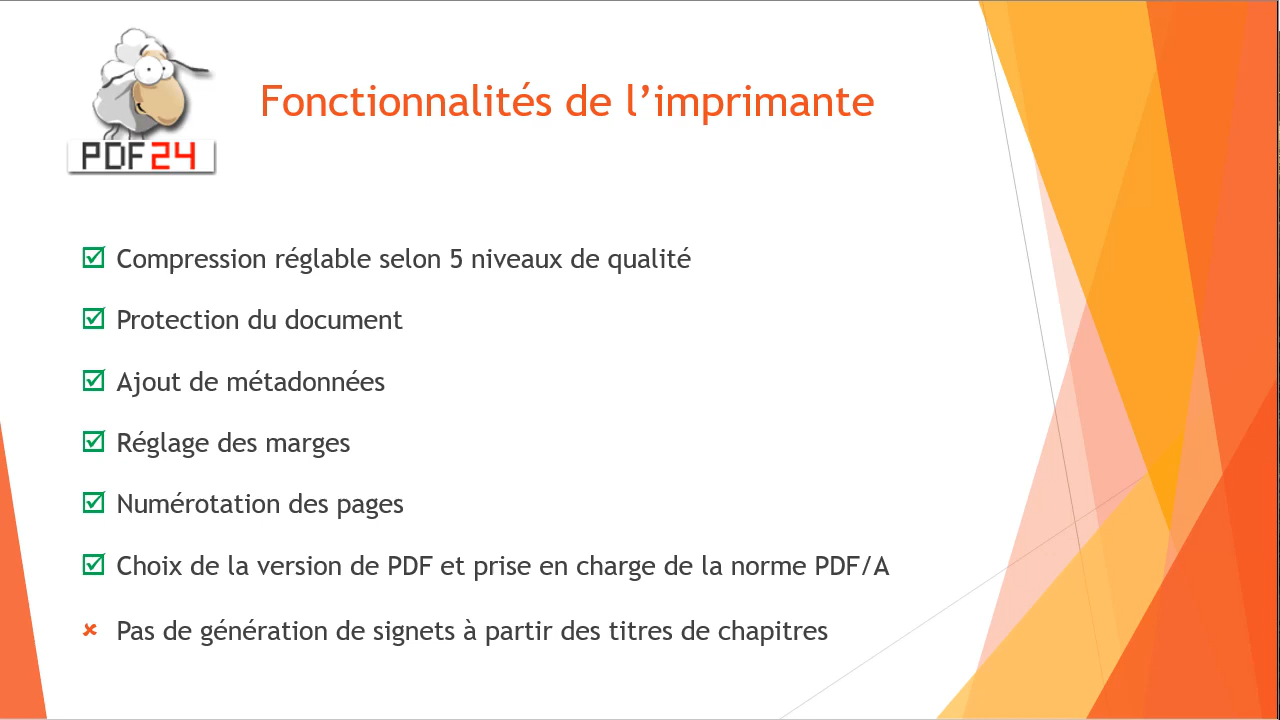 PDF24
Fonctionnalités de l’imprimante
Compression réglable selon 5 niveaux de qualité
Protection du document
Ajout de métadonnées
Réglage des marges
Numérotation des pages
Choix de la version de PDF et prise en charge de la norme PDF/A
Pas de génération de signets à partir des titres de chapitres